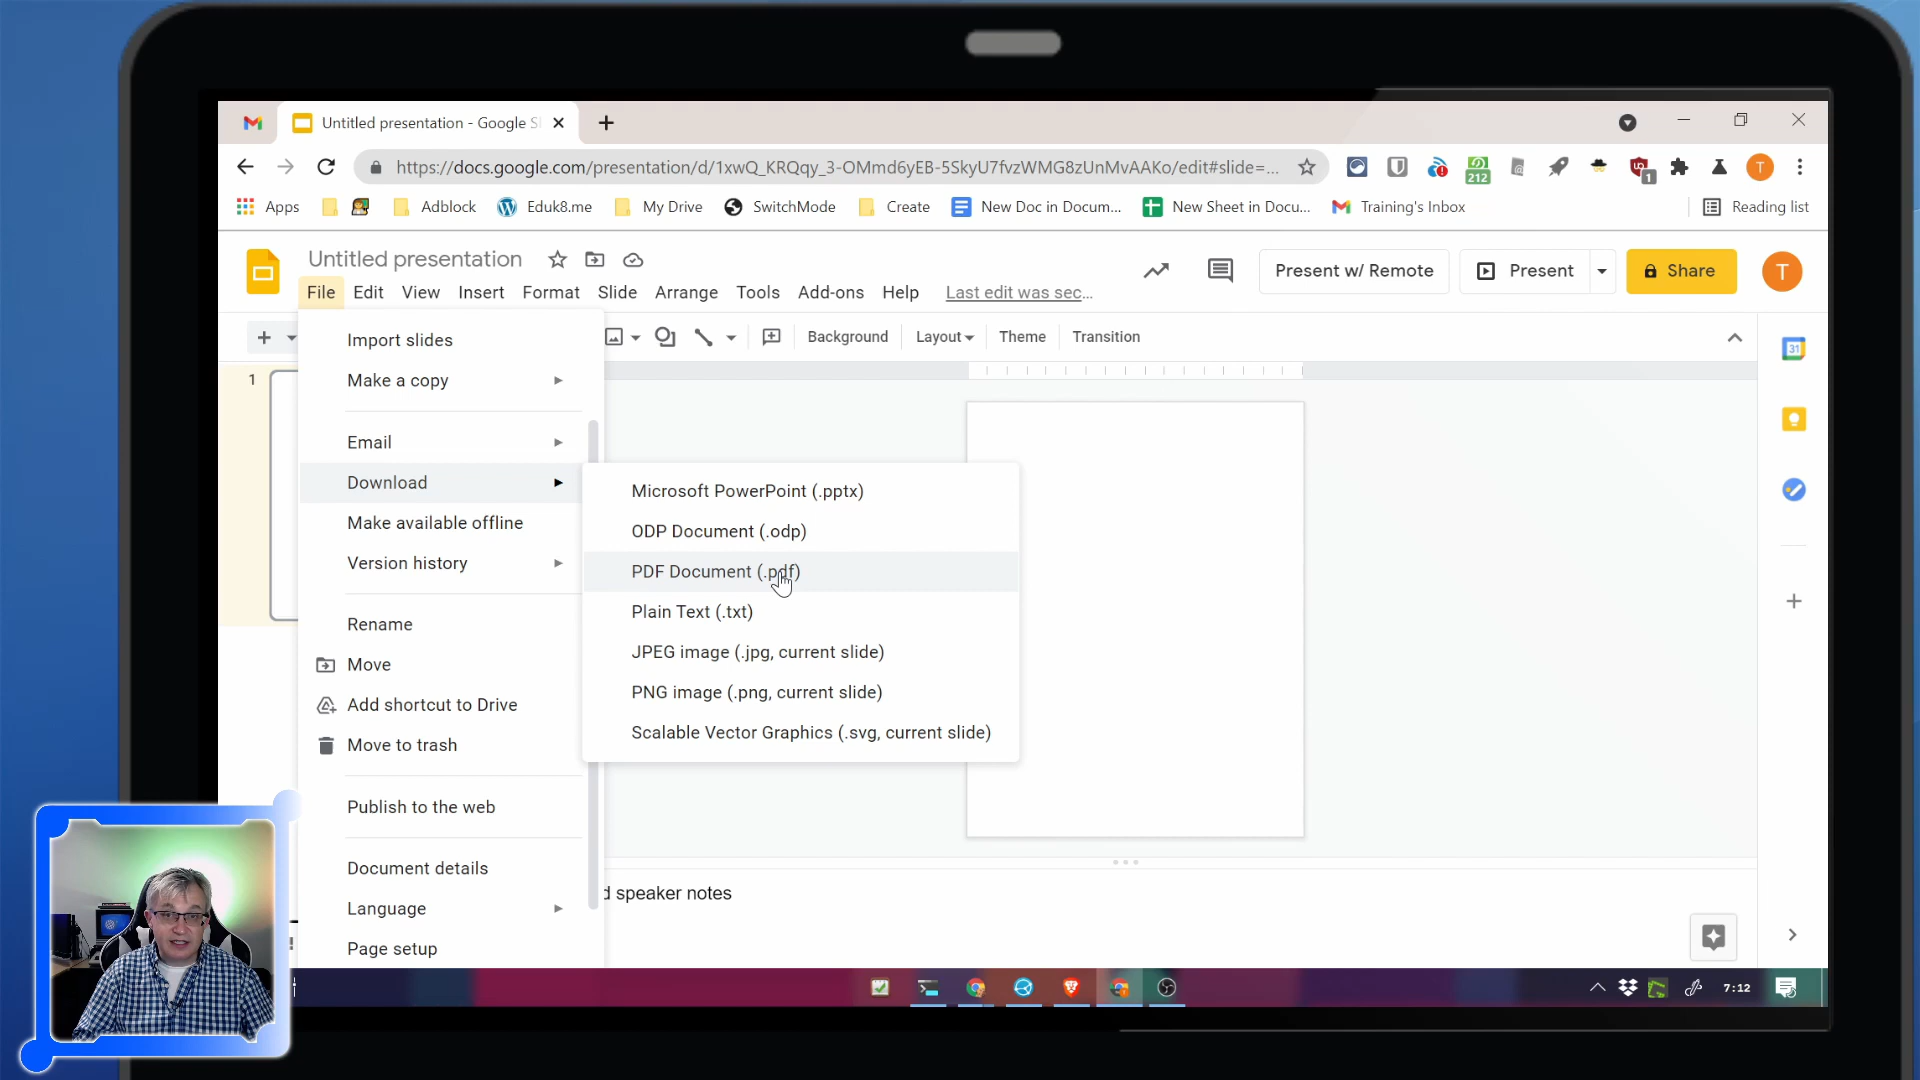 Untitled presentation - Google Sl
https://docs.google.com/presentation/d/1xwQ_KRQqy_3-OMmd6yEB-5SkyU7fvzWMG8zUnMvAAKo/edit#slide=...
212
1
T
Apps
Adblock
Eduk8.me
My Drive
SwitchMode
Create
New Doc in Docum...
New Sheet in Docu...
Training's Inbox
Reading list
Untitled presentation
Present w/ Remote
Present
Share
T
File Edit View Insert Format Slide Arrange Tools Add-ons Help Last edit was sec...
Background Layout Theme Transition
31
1
Import slides
Make a copy
Email
Download
Make available offline
Version history
Rename
Move
Add shortcut to Drive
Move to trash
Publish to the web
Document details
Language
Page setup
Microsoft PowerPoint (.pptx)
ODP Document (.odp)
PDF Document (.pdf)
Plain Text (.txt)
JPEG image (.jpg, current slide)
PNG image (.png, current slide)
Scalable Vector Graphics (.svg, current slide)
d speaker notes
7:12